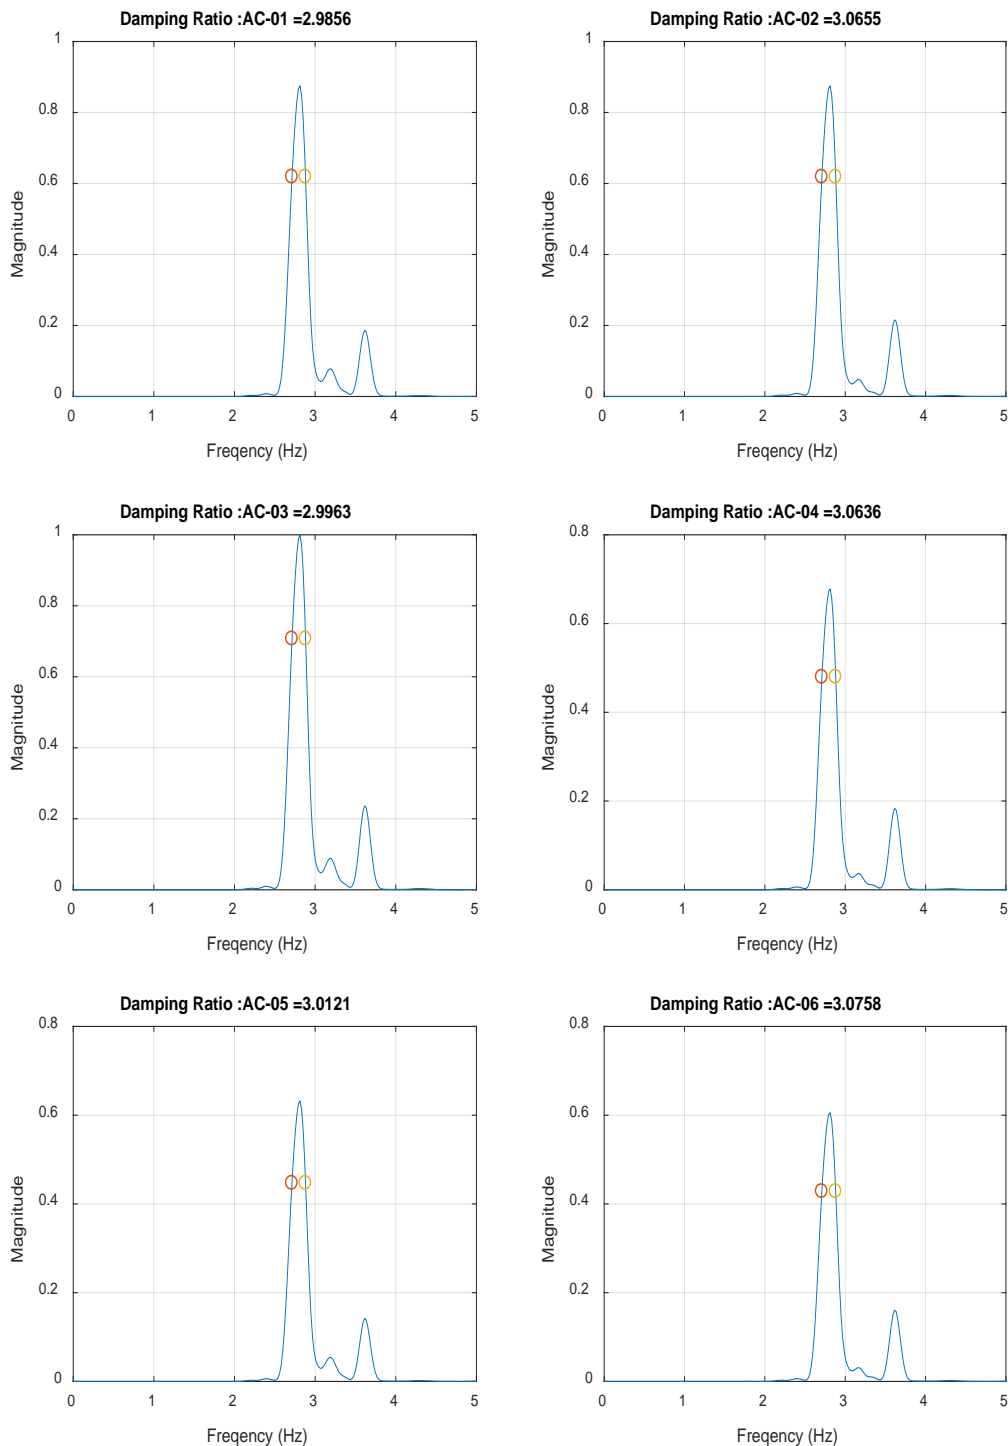 Damping Ratio :AC-01 =2.9856
1
0.8
0.6
0.4
0.2
0
0 1 2 3 4 5
Magnitude
Freqency (Hz)
Damping Ratio :AC-02 =3.0655
1
0.8
0.6
0.4
0.2
0
0 1 2 3 4 5
Magnitude
Freqency (Hz)
Damping Ratio :AC-03 =2.9963
1
0.8
0.6
0.4
0.2
0
0 1 2 3 4 5
Magnitude
Freqency (Hz)
Damping Ratio :AC-04 =3.0636
0.8
0.6
0.4
0.2
0
0 1 2 3 4 5
Magnitude
Freqency (Hz)
Damping Ratio :AC-05 =3.0121
0.8
0.6
0.4
0.2
0
0 1 2 3 4 5
Magnitude
Freqency (Hz)
Damping Ratio :AC-06 =3.0758
0.8
0.6
0.4
0.2
0
0 1 2 3 4 5
Magnitude
Freqency (Hz)